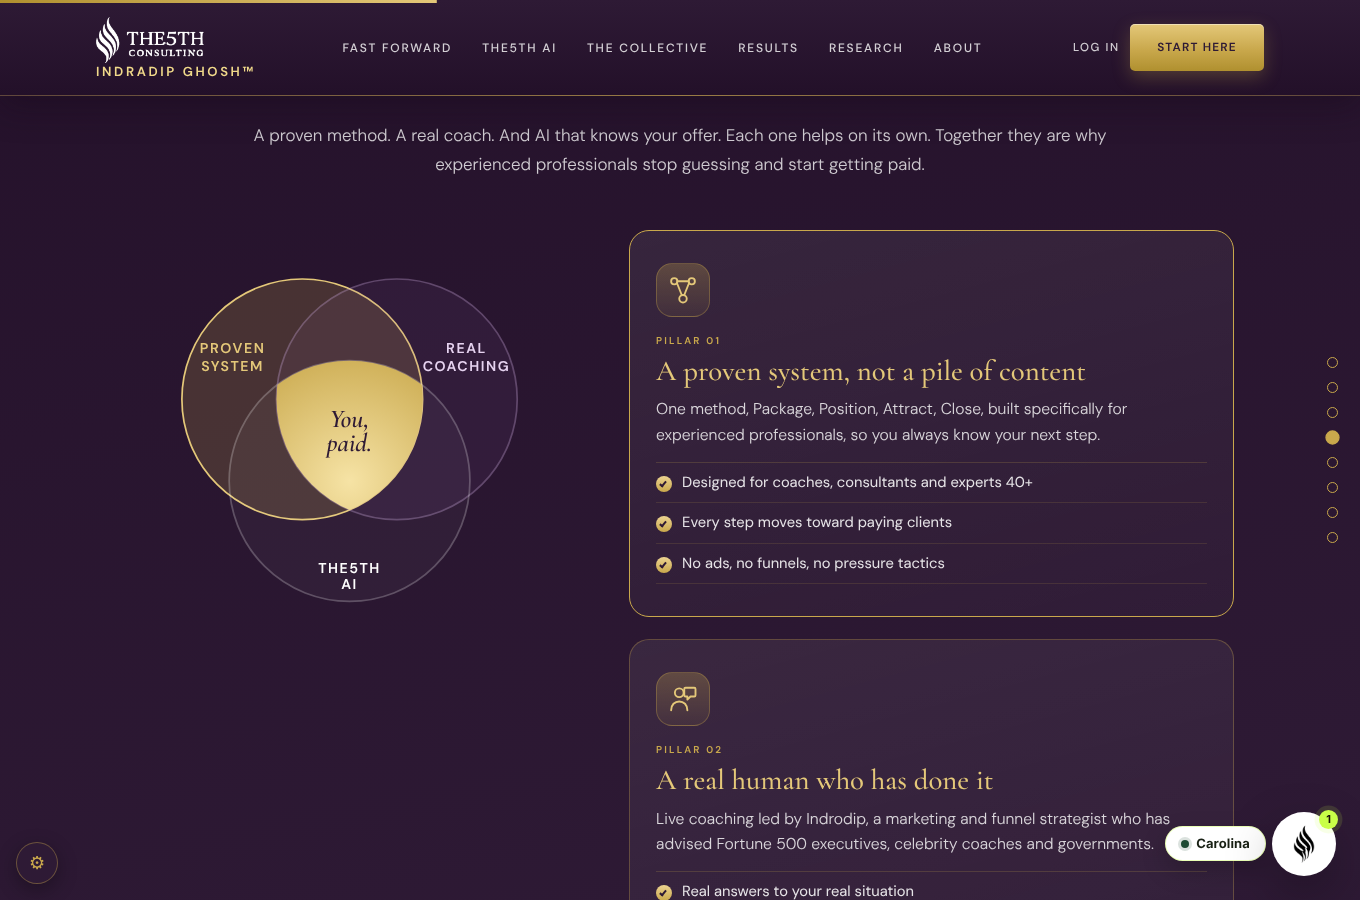 THE5TH
CONSULTING
INDRADIP GHOSH™
FAST FORWARD
THE5TH AI
THE COLLECTIVE
RESULTS
RESEARCH
ABOUT
LOG IN
START HERE
A proven method. A real coach. And AI that knows your offer. Each one helps on its own. Together they are why
experienced professionals stop guessing and start getting paid.
PROVEN
SYSTEM
REAL
COACHING
You,
paid.
THE5TH
AI
PILLAR 01
A proven system, not a pile of content
One method, Package, Position, Attract, Close, built specifically for
experienced professionals, so you always know your next step.
Designed for coaches, consultants and experts 40+
Every step moves toward paying clients
No ads, no funnels, no pressure tactics
PILLAR 02
A real human who has done it
Live coaching led by Indrodip, a marketing and funnel strategist who has
advised Fortune 500 executives, celebrity coaches and governments.
Real answers to your real situation
Carolina
1